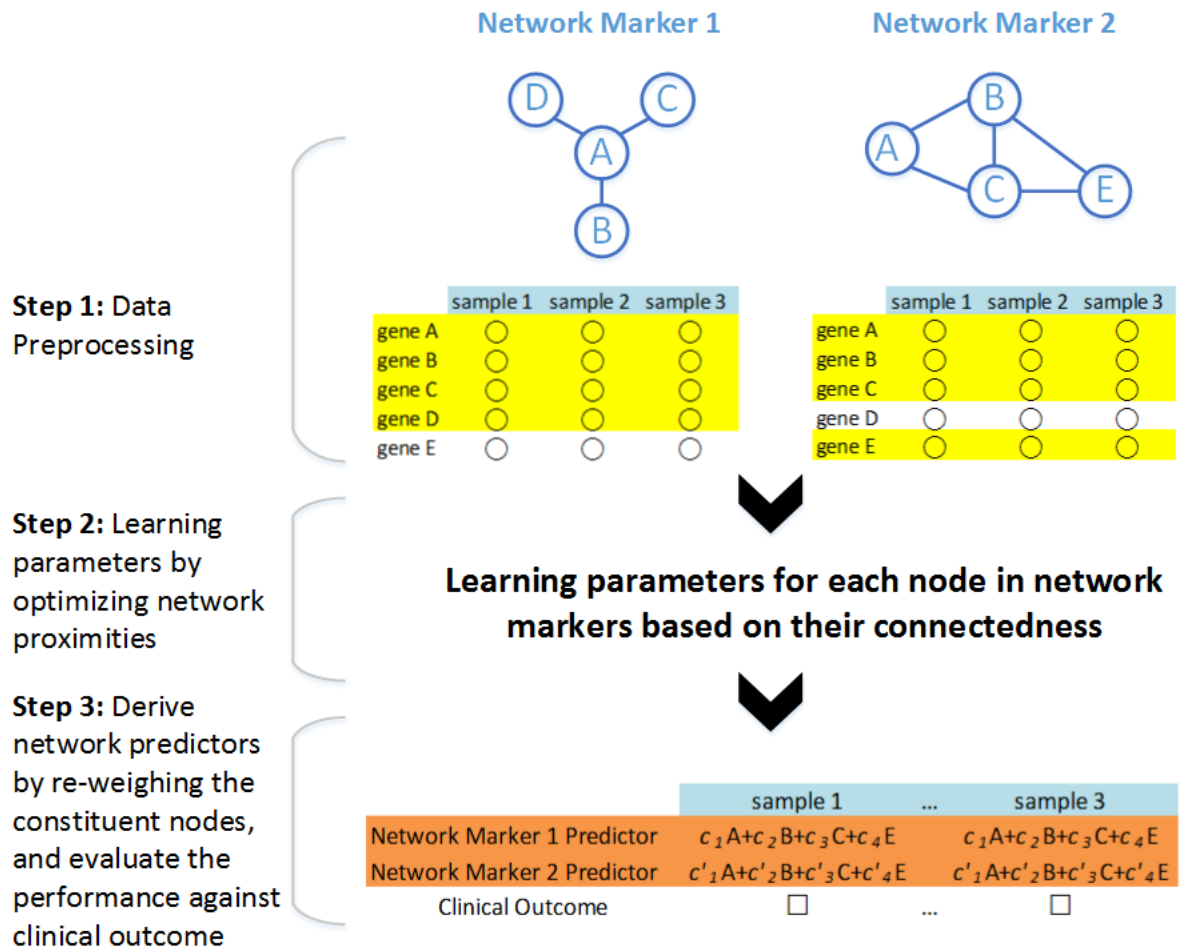 Network Marker 1
Network Marker 2
D
C
A
B
B
A
C
E
Step 1: Data
Preprocessing
sample 1 sample 2 sample 3
gene A
gene B
gene C
gene D
gene E
sample 1 sample 2 sample 3
gene A
gene B
gene C
gene D
gene E
Step 2: Learning
parameters by
optimizing network
proximities
Learning parameters for each node in network
markers based on their connectedness
Step 3: Derive
network predictors
by re-weighing the
constituent nodes,
and evaluate the
performance against
clinical outcome
sample 1 ... sample 3
Network Marker 1 Predictor c₁A+c₂B+c₃C+c₄E c₁A+c₂B+c₃C+c₄E
Network Marker 2 Predictor c'₁A+c'₂B+c'₃C+c'₄E c'₁A+c'₂B+c'₃C+c'₄E
Clinical Outcome □ ... □